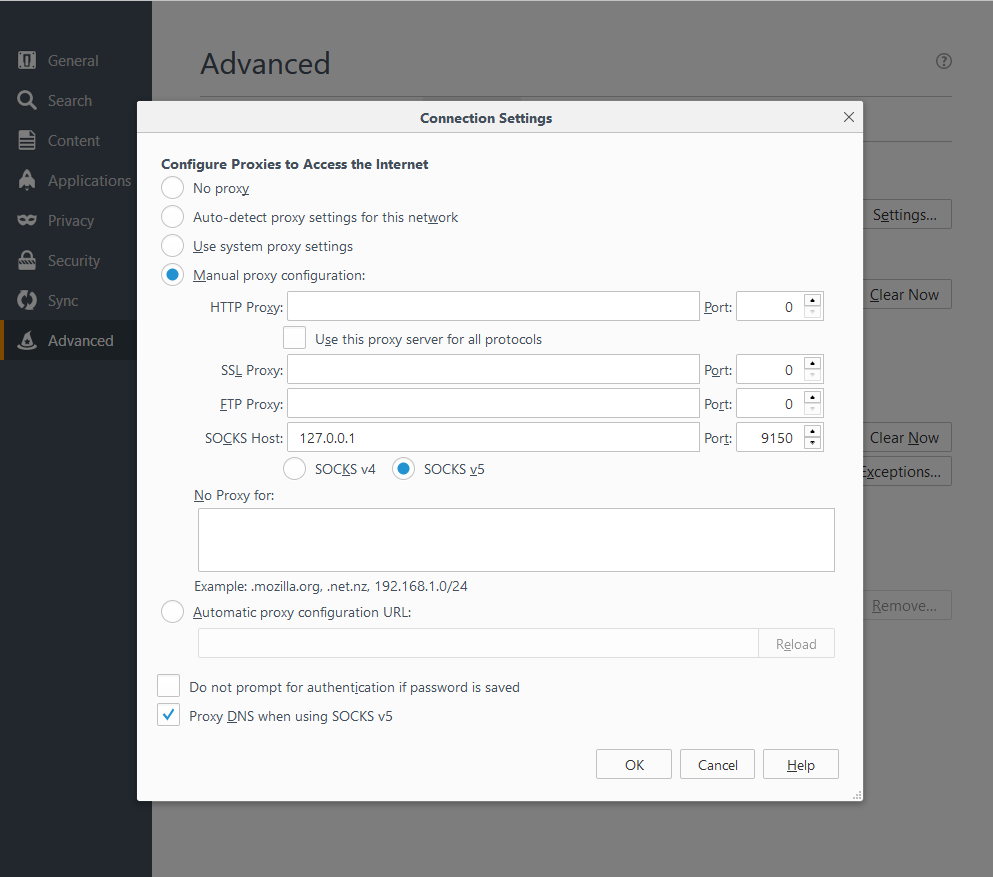 General
Search
Content
Applications
Privacy
Security
Sync
Advanced
Advanced
?
Settings...
Clear Now
Clear Now
Exceptions...
Remove...
Connection Settings
Configure Proxies to Access the Internet
No proxy
Auto-detect proxy settings for this network
Use system proxy settings
Manual proxy configuration:
HTTP Proxy: Port: 0
Use this proxy server for all protocols
SSL Proxy: Port: 0
FTP Proxy: Port: 0
SOCKS Host: 127.0.0.1 Port: 9150
SOCKS v4 SOCKS v5
No Proxy for:
Example: .mozilla.org, .net.nz, 192.168.1.0/24
Automatic proxy configuration URL:
Reload
Do not prompt for authentication if password is saved
Proxy DNS when using SOCKS v5
OK Cancel Help